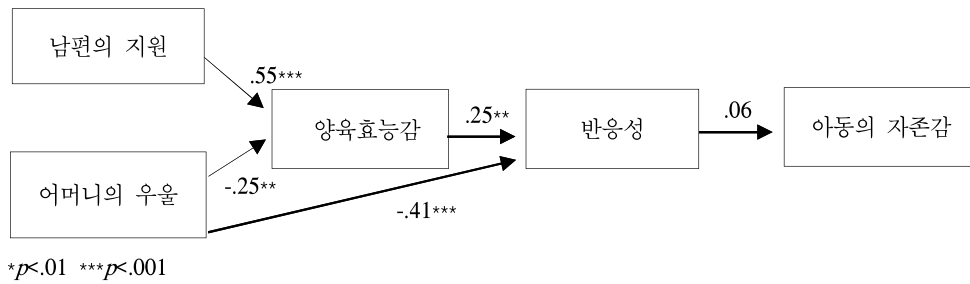 남편의 지원
.55***
양육효능감
.25**
반응성
.06
아동의 자존감
어머니의 우울
-.25**
-.41***
*p<.01 ***p<.001